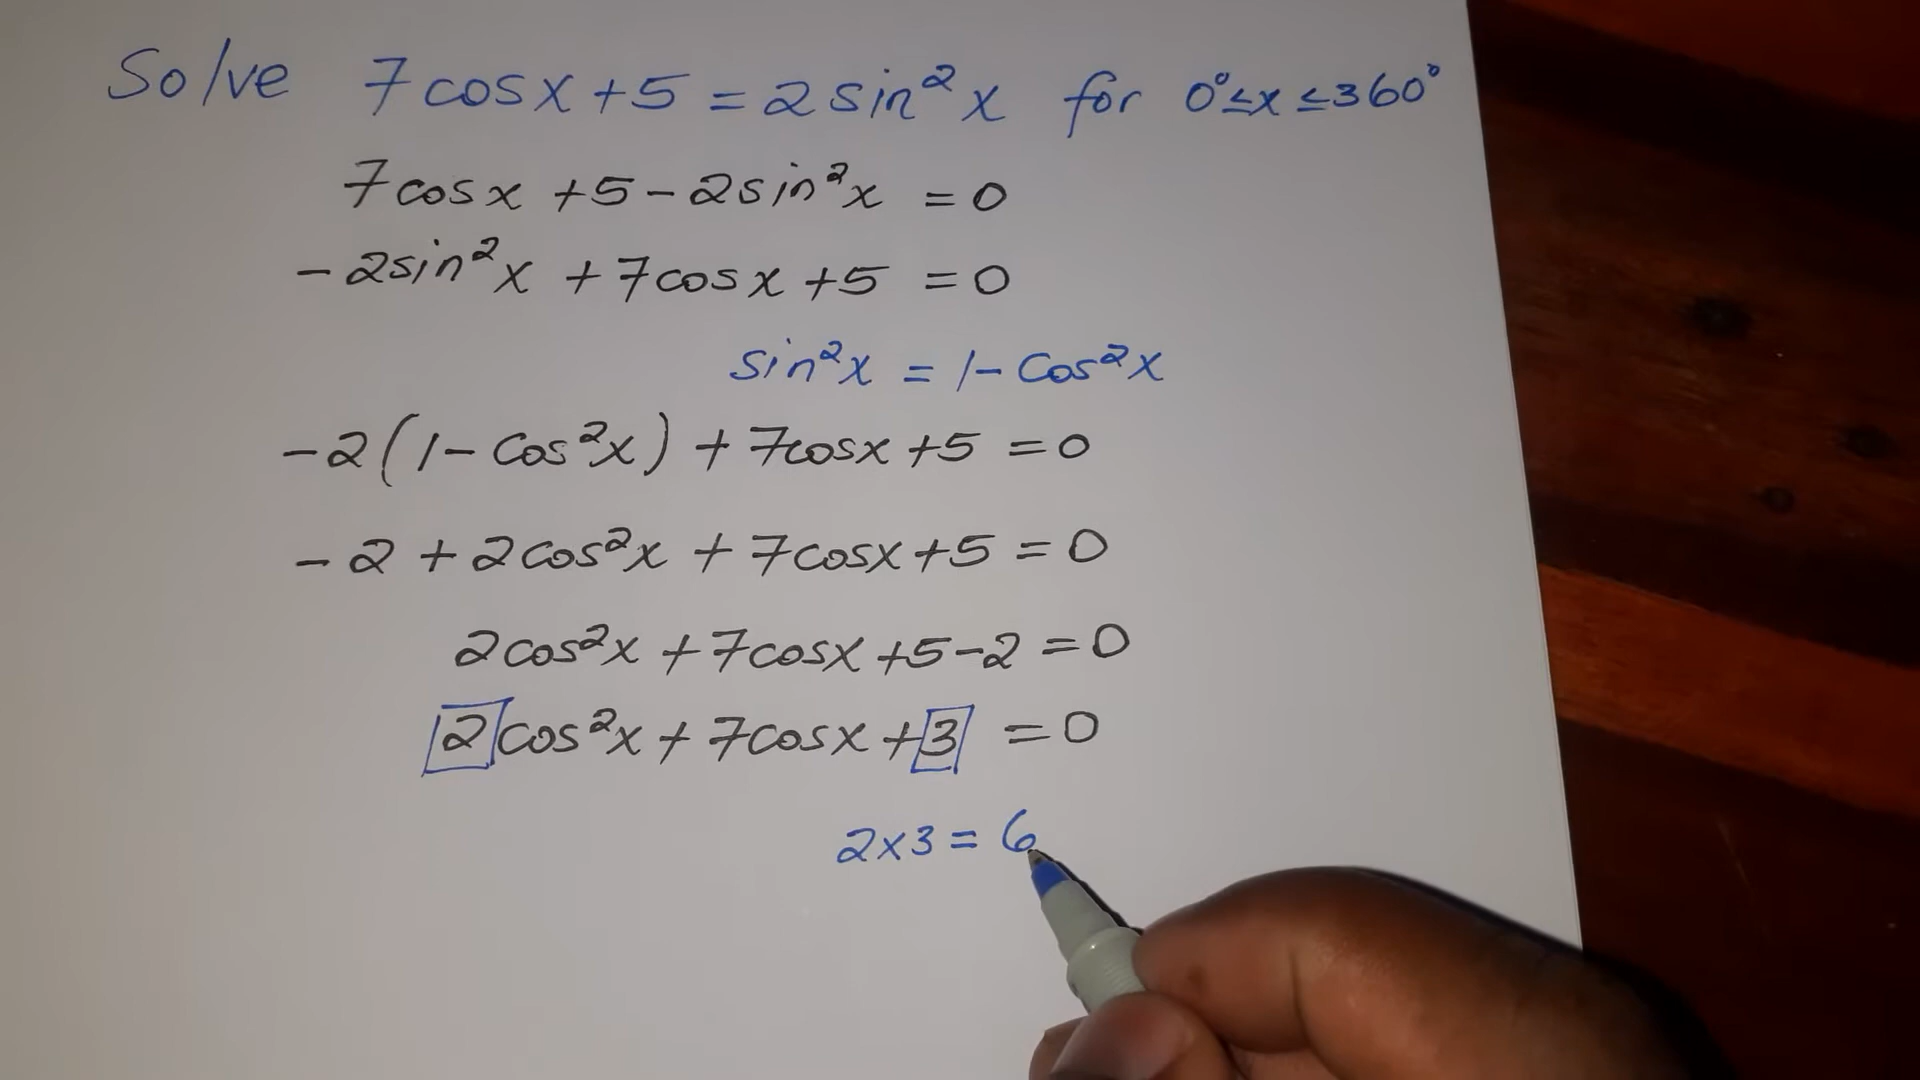 Solve 7cosx+5=2sin²x for 0°≤x≤360°
7cosx+5-2sin²x =0
-2sin²x+7cosx+5=0
sin²x = 1-Cos²x
-2(1-Cos²x)+7cosx+5=0
-2+2cos²x+7cosx+5=0
2cos²x+7cosx+5-2=0
2cos²x+7cosx+3=0
2×3=6